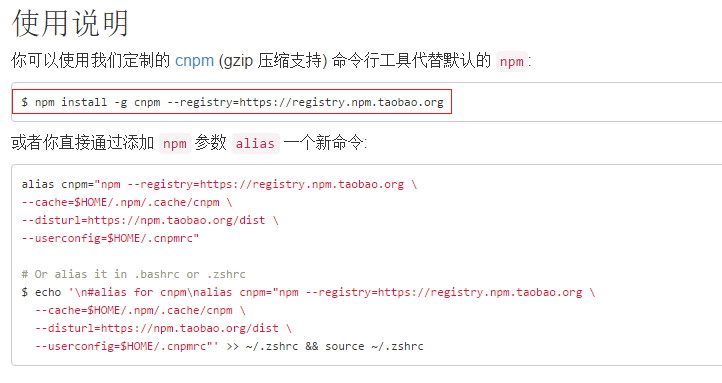 使用说明
你可以使用我们定制的 cnpm (gzip 压缩支持) 命令行工具代替默认的 npm:
$ npm install -g cnpm --registry=https://registry.npm.taobao.org
或者你直接通过添加 npm 参数 alias 一个新命令:
alias cnpm="npm --registry=https://registry.npm.taobao.org \
--cache=$HOME/.npm/.cache/cnpm \
--disturl=https://npm.taobao.org/dist \
--userconfig=$HOME/.cnpmrc"
# Or alias it in .bashrc or .zshrc
$ echo '\n#alias for cnpm\nalias cnpm="npm --registry=https://registry.npm.taobao.org \
--cache=$HOME/.npm/.cache/cnpm \
--disturl=https://npm.taobao.org/dist \
--userconfig=$HOME/.cnpmrc"' >> ~/.zshrc && source ~/.zshrc